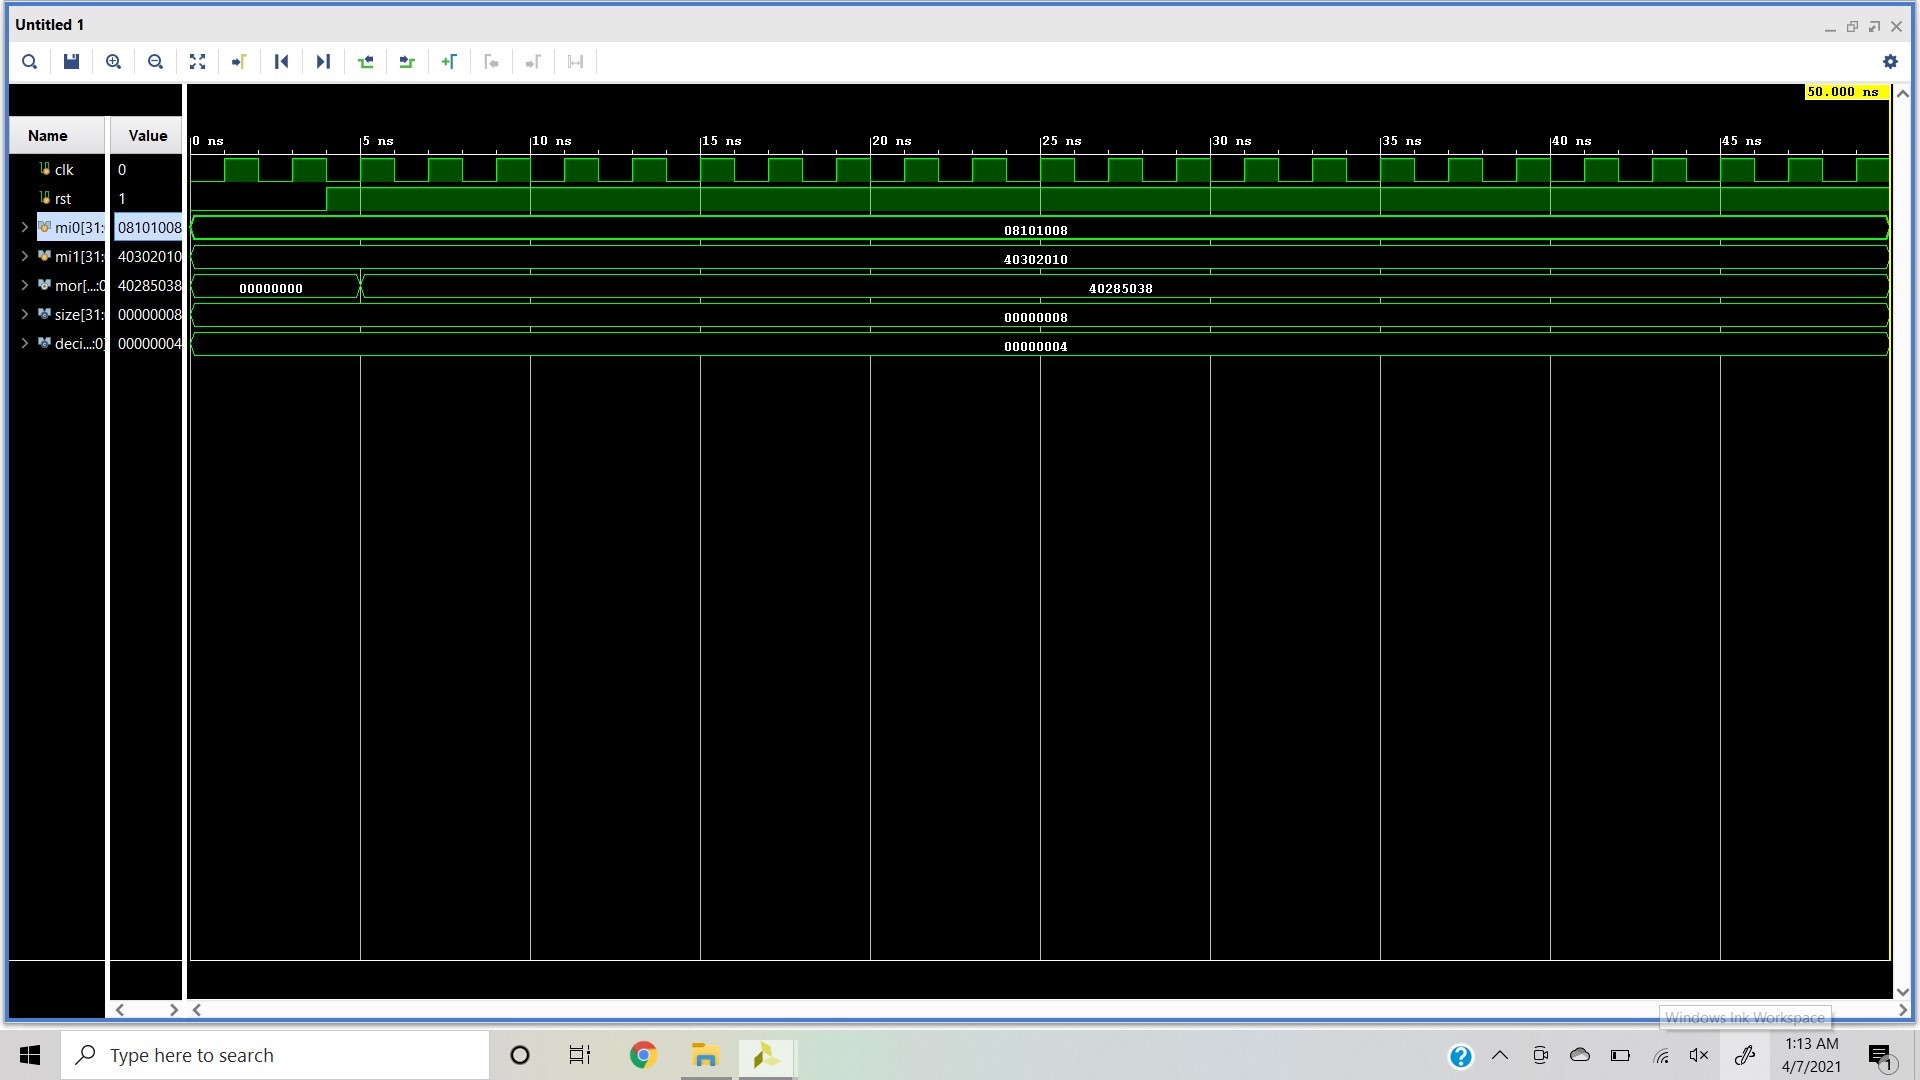 Untitled 1
50.000 ns
Name Value
0 ns 5 ns 10 ns 15 ns 20 ns 25 ns 30 ns 35 ns 40 ns 45 ns
clk 0
rst 1
mi0[31: 08101008 08101008
mi1[31: 40302010 40302010
mor[...:0 40285038 00000000 40285038
size[31: 00000008 00000008
deci...:0] 00000004 00000004
Windows Ink Workspace
Type here to search
1:13 AM
4/7/2021
1